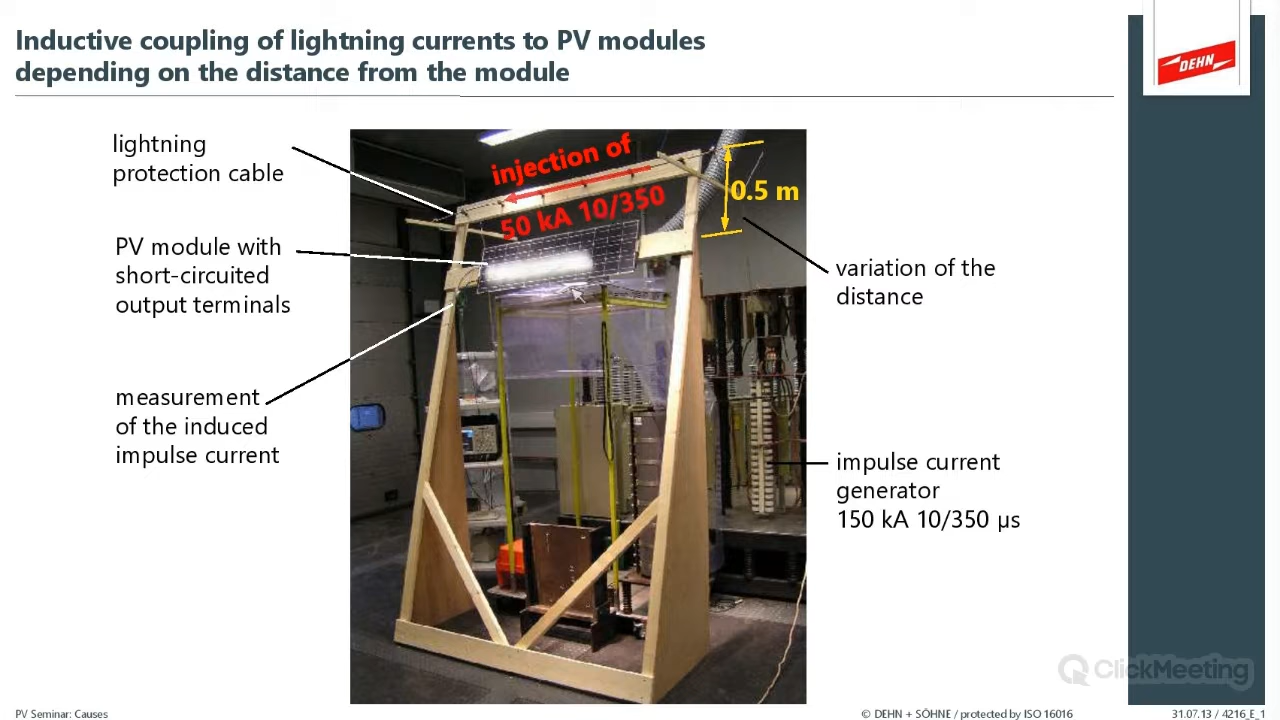 Inductive coupling of lightning currents to PV modules
depending on the distance from the module
DEHN
lightning
protection cable
PV module with
short-circuited
output terminals
measurement
of the induced
impulse current
injection of
50 kA 10/350
0.5 m
variation of the
distance
impulse current
generator
150 kA 10/350 µs
ClickMeeting
PV Seminar: Causes
© DEHN + SÖHNE / protected by ISO 16016
31.07.13 / 4216_E_1